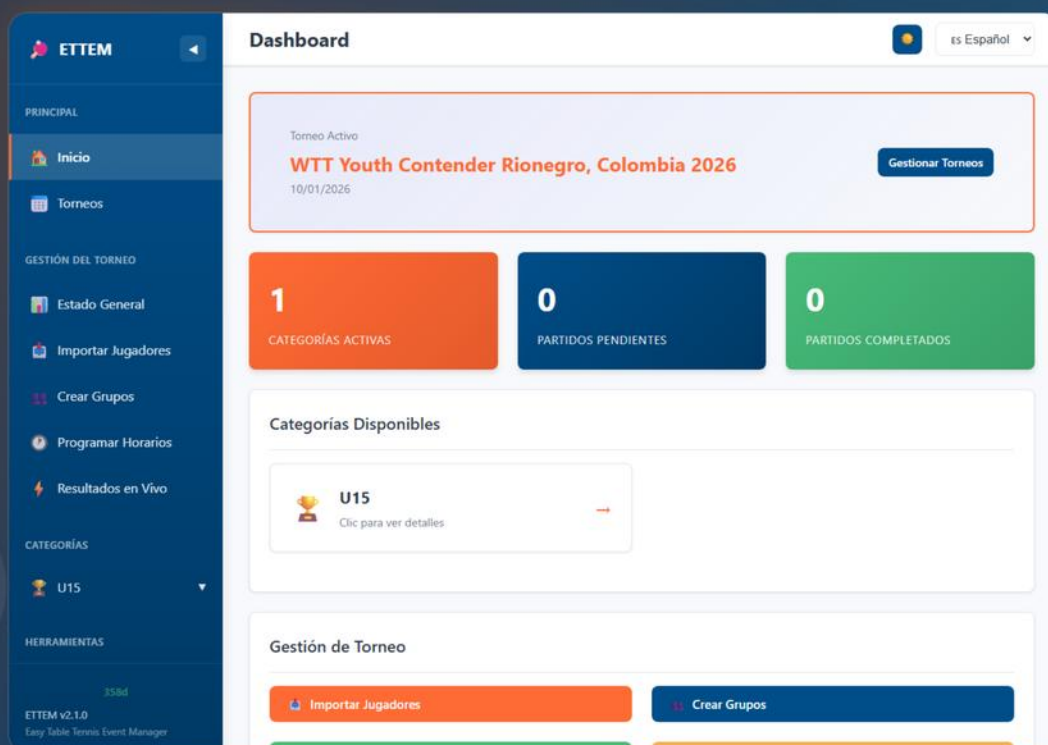 ETTEM
PRINCIPAL
Inicio
Torneos
GESTIÓN DEL TORNEO
Estado General
Importar Jugadores
Crear Grupos
Programar Horarios
Resultados en Vivo
CATEGORÍAS
U15
HERRAMIENTAS
358d
ETTEM v2.1.0
Easy Table Tennis Event Manager
Dashboard
ES Español
Torneo Activo
WTT Youth Contender Rionegro, Colombia 2026
10/01/2026
Gestionar Torneos
1
CATEGORÍAS ACTIVAS
0
PARTIDOS PENDIENTES
0
PARTIDOS COMPLETADOS
Categorías Disponibles
U15
Clic para ver detalles
Gestión de Torneo
Importar Jugadores
Crear Grupos